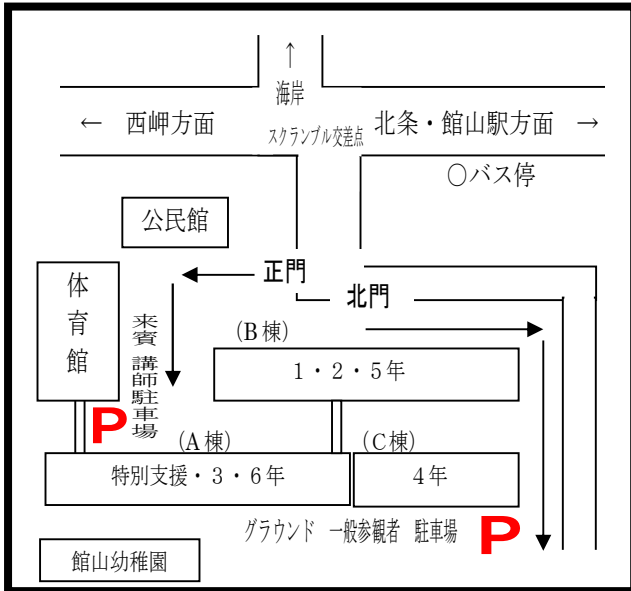 ↑
海岸
← 西岬方面
スクランブル交差点
北条・館山駅方面 →
○バス停
公民館
正門
北門
体育館
来賓 講師駐車場
P
(B棟)
1・2・5年
(A棟)
(C棟)
特別支援・3・6年
4年
グラウンド 一般参観者 駐車場
P
館山幼稚園